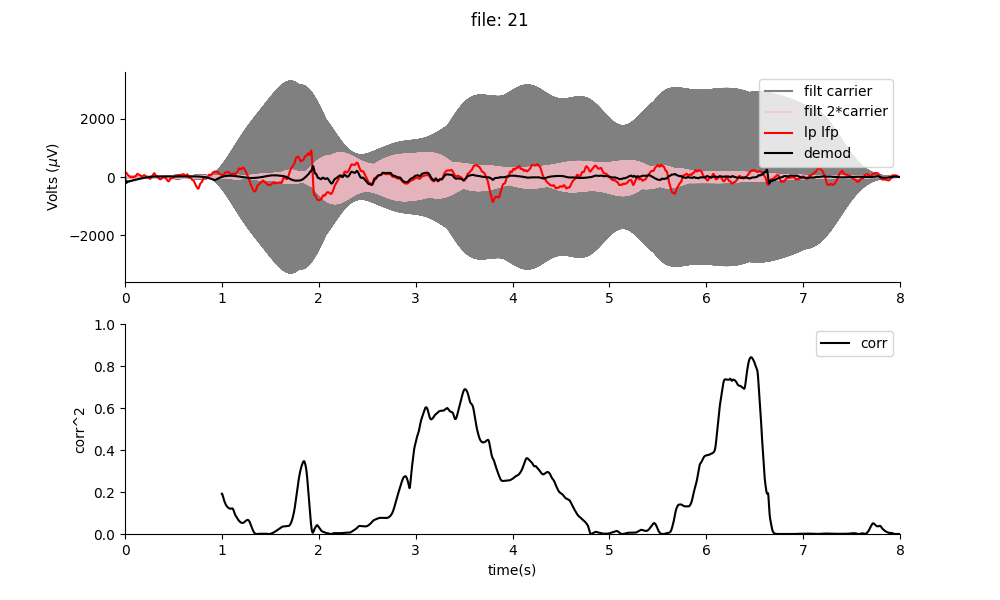 file: 21
filt carrier
filt 2*carrier
lp lfp
demod
Volts (μV)
2000
0
−2000
0 1 2 3 4 5 6 7 8
corr
corr^2
1.0
0.8
0.6
0.4
0.2
0.0
0 1 2 3 4 5 6 7 8
time(s)